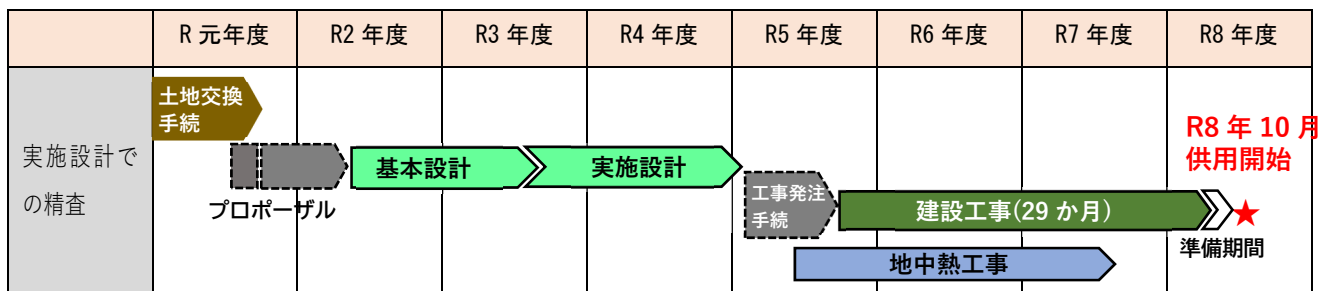 R 元年度
R2 年度
R3 年度
R4 年度
R5 年度
R6 年度
R7 年度
R8 年度
実施設計で
の精査
土地交換
手続
プロポーザル
基本設計
実施設計
工事発注
手続
建設工事(29 か月)
地中熱工事
R8 年 10 月
供用開始
準備期間